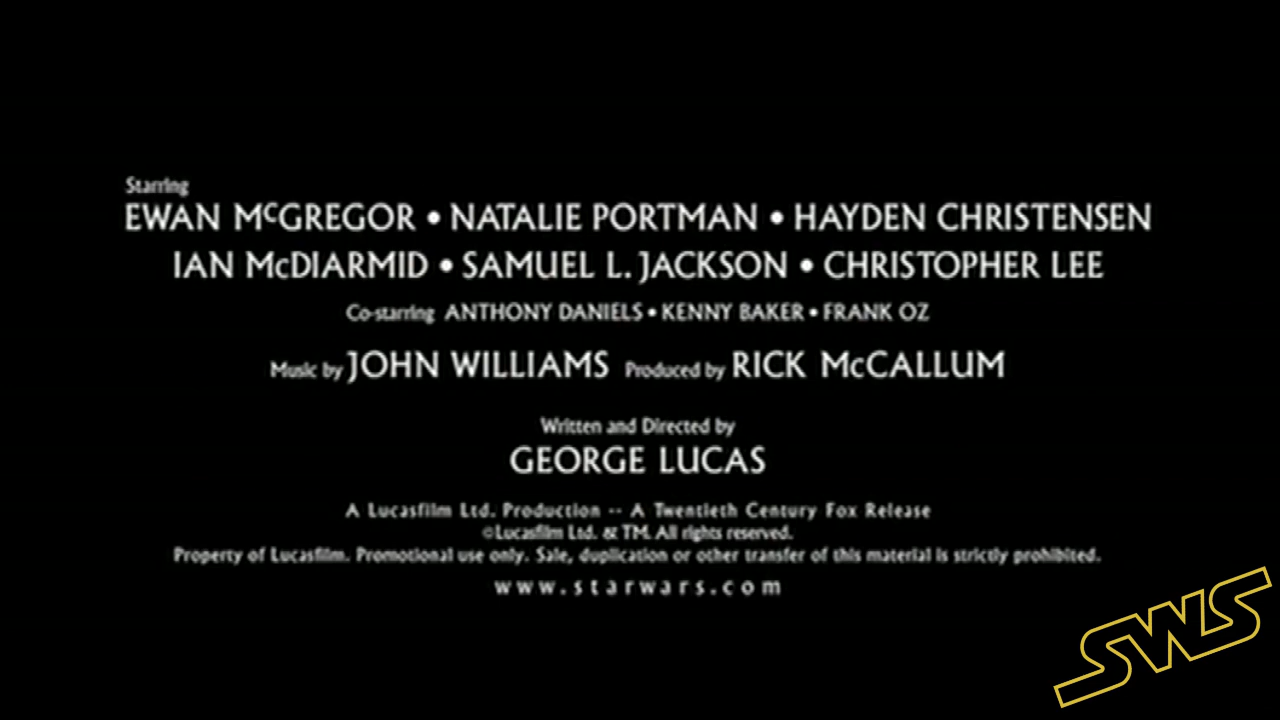 Starring
EWAN McGREGOR • NATALIE PORTMAN • HAYDEN CHRISTENSEN
IAN McDIARMID • SAMUEL L. JACKSON • CHRISTOPHER LEE
Co-starring ANTHONY DANIELS • KENNY BAKER • FRANK OZ
Music by JOHN WILLIAMS Produced by RICK McCALLUM
Written and Directed by
GEORGE LUCAS
A Lucasfilm Ltd. Production -- A Twentieth Century Fox Release
©Lucasfilm Ltd. & TM. All rights reserved.
Property of Lucasfilm. Promotional use only. Sale, duplication or other transfer of this material is strictly prohibited.
www.starwars.com
SWS